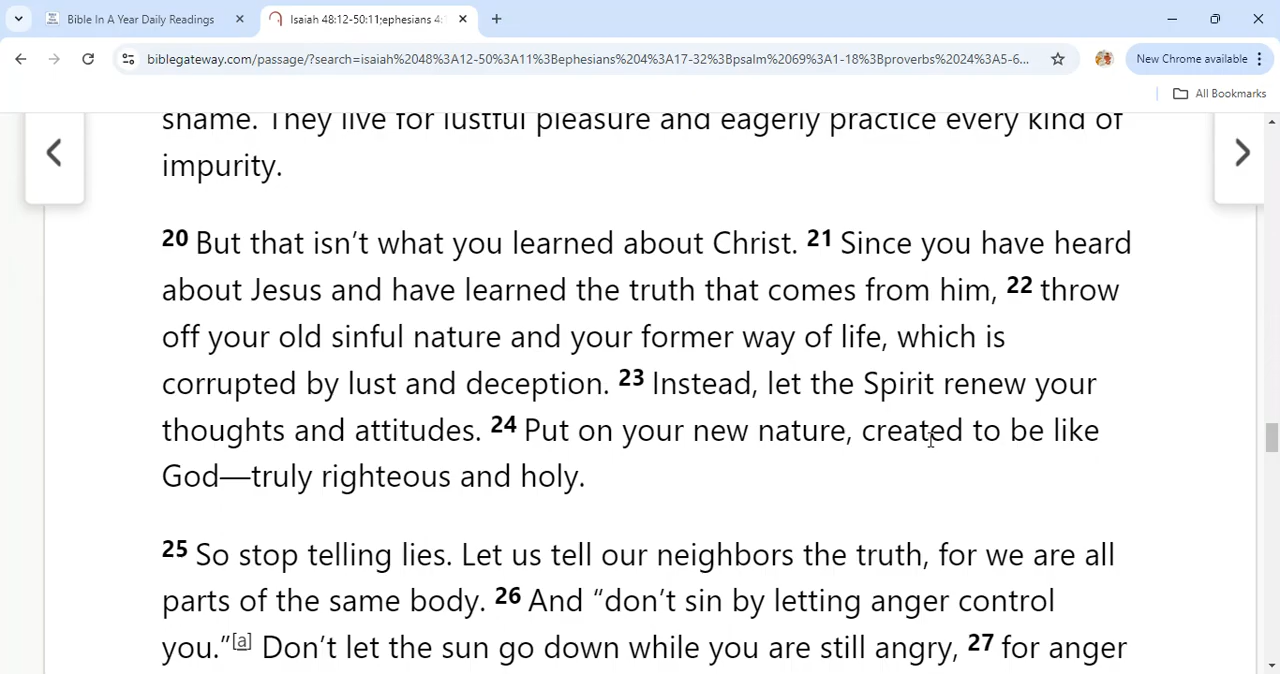 Bible In A Year Daily Readings
Isaiah 48:12-50:11;ephesians 4:
biblegateway.com/passage/?search=isaiah%2048%3A12-50%3A11%3Bephesians%204%3A17-32%3Bpsalm%2069%3A1-18%3Bproverbs%2024%3A5-6...
New Chrome available
All Bookmarks
shame. They live for lustful pleasure and eagerly practice every kind of
impurity.
20 But that isn’t what you learned about Christ. 21 Since you have heard
about Jesus and have learned the truth that comes from him, 22 throw
off your old sinful nature and your former way of life, which is
corrupted by lust and deception. 23 Instead, let the Spirit renew your
thoughts and attitudes. 24 Put on your new nature, created to be like
God—truly righteous and holy.
25 So stop telling lies. Let us tell our neighbors the truth, for we are all
parts of the same body. 26 And “don’t sin by letting anger control
you.”[a] Don’t let the sun go down while you are still angry, 27 for anger